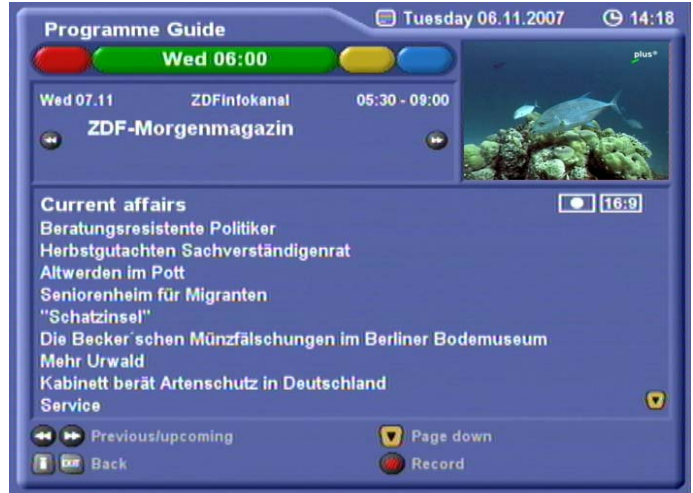 Programme Guide
Tuesday 06.11.2007
14:18
Wed 06:00
plus*
Wed 07.11 ZDFinfokanal 05:30 - 09:00
ZDF-Morgenmagazin
Current affairs
16:9
Beratungsresistente Politiker
Herbstgutachten Sachverständigenrat
Altwerden im Pott
Seniorenheim für Migranten
"Schatzinsel"
Die Becker´schen Münzfälschungen im Berliner Bodemuseum
Mehr Urwald
Kabinett berät Artenschutz in Deutschland
Service
Previous/upcoming
Page down
EXIT Back
Record